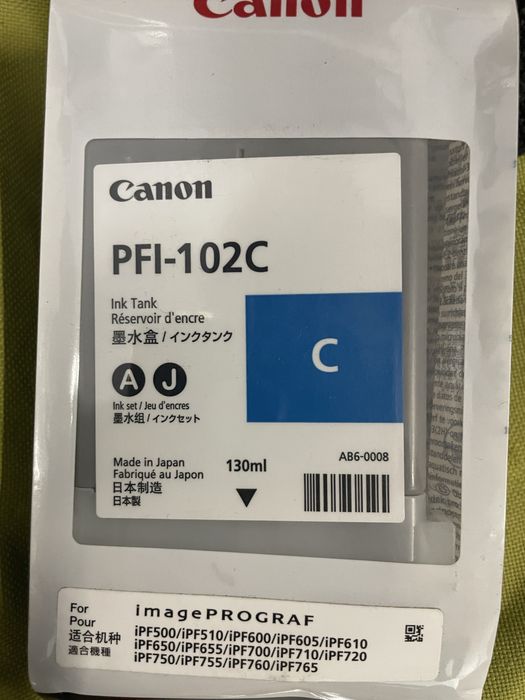 Canon
Canon
PFI-102C
Ink Tank
Réservoir d'encre
墨水盒 / インクタンク
C
A J
Ink set / Jeu d'encres
墨水组 / インクセット
AB6-0008
Made in Japan
Fabriqué au Japon
日本制造
日本製
130ml
For
Pour
适合机种
適合機種
imagePROGRAF
iPF500/iPF510/iPF600/iPF605/iPF610
iPF650/iPF655/iPF700/iPF710/iPF720
iPF750/iPF755/iPF760/iPF765